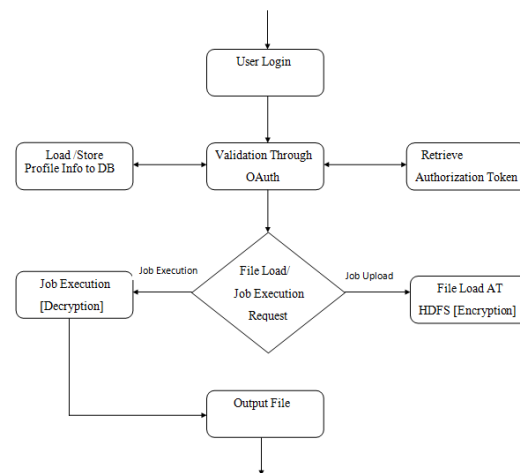 User Login
Load /Store
Profile Info to DB
Validation Through
OAuth
Retrieve
Authorization Token
Job Execution
[Decryption]
Job Execution
File Load/
Job Execution
Request
Job Upload
File Load AT
HDFS [Encryption]
Output File